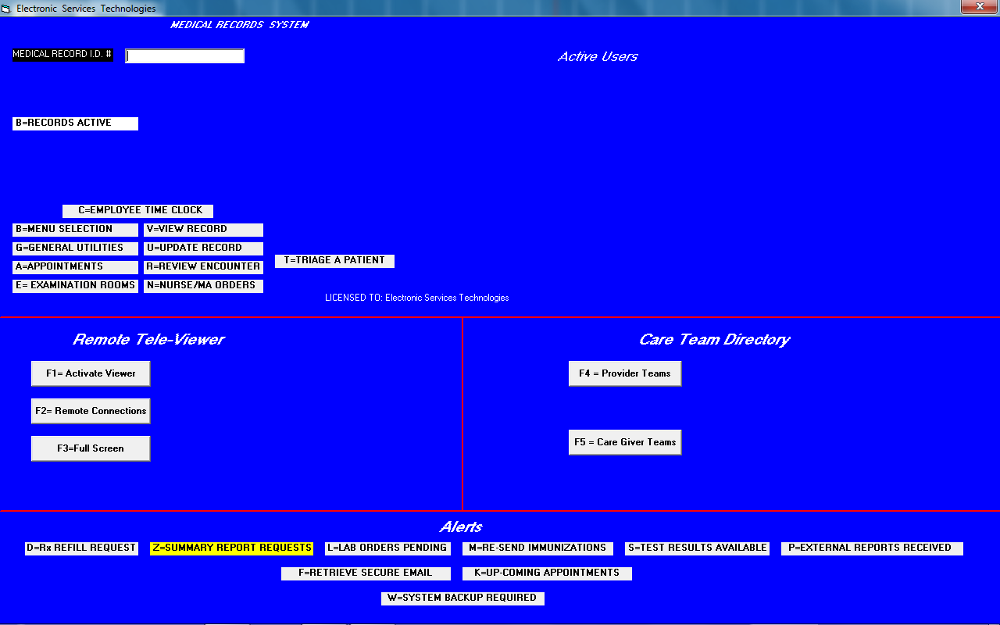 Electronic Services Technologies
MEDICAL RECORDS SYSTEM
MEDICAL RECORD I.D. #
Active Users
B=RECORDS ACTIVE
C=EMPLOYEE TIME CLOCK
B=MENU SELECTION V=VIEW RECORD
G=GENERAL UTILITIES U=UPDATE RECORD
T=TRIAGE A PATIENT
A=APPOINTMENTS R=REVIEW ENCOUNTER
E= EXAMINATION ROOMS N=NURSE/MA ORDERS
LICENSED TO: Electronic Services Technologies
Remote Tele-Viewer
F1= Activate Viewer
F2= Remote Connections
F3=Full Screen
Care Team Directory
F4 = Provider Teams
F5 = Care Giver Teams
Alerts
D=Rx REFILL REQUEST Z=SUMMARY REPORT REQUESTS L=LAB ORDERS PENDING M=RE-SEND IMMUNIZATIONS S=TEST RESULTS AVAILABLE P=EXTERNAL REPORTS RECEIVED
F=RETRIEVE SECURE EMAIL K=UP-COMING APPOINTMENTS
W=SYSTEM BACKUP REQUIRED